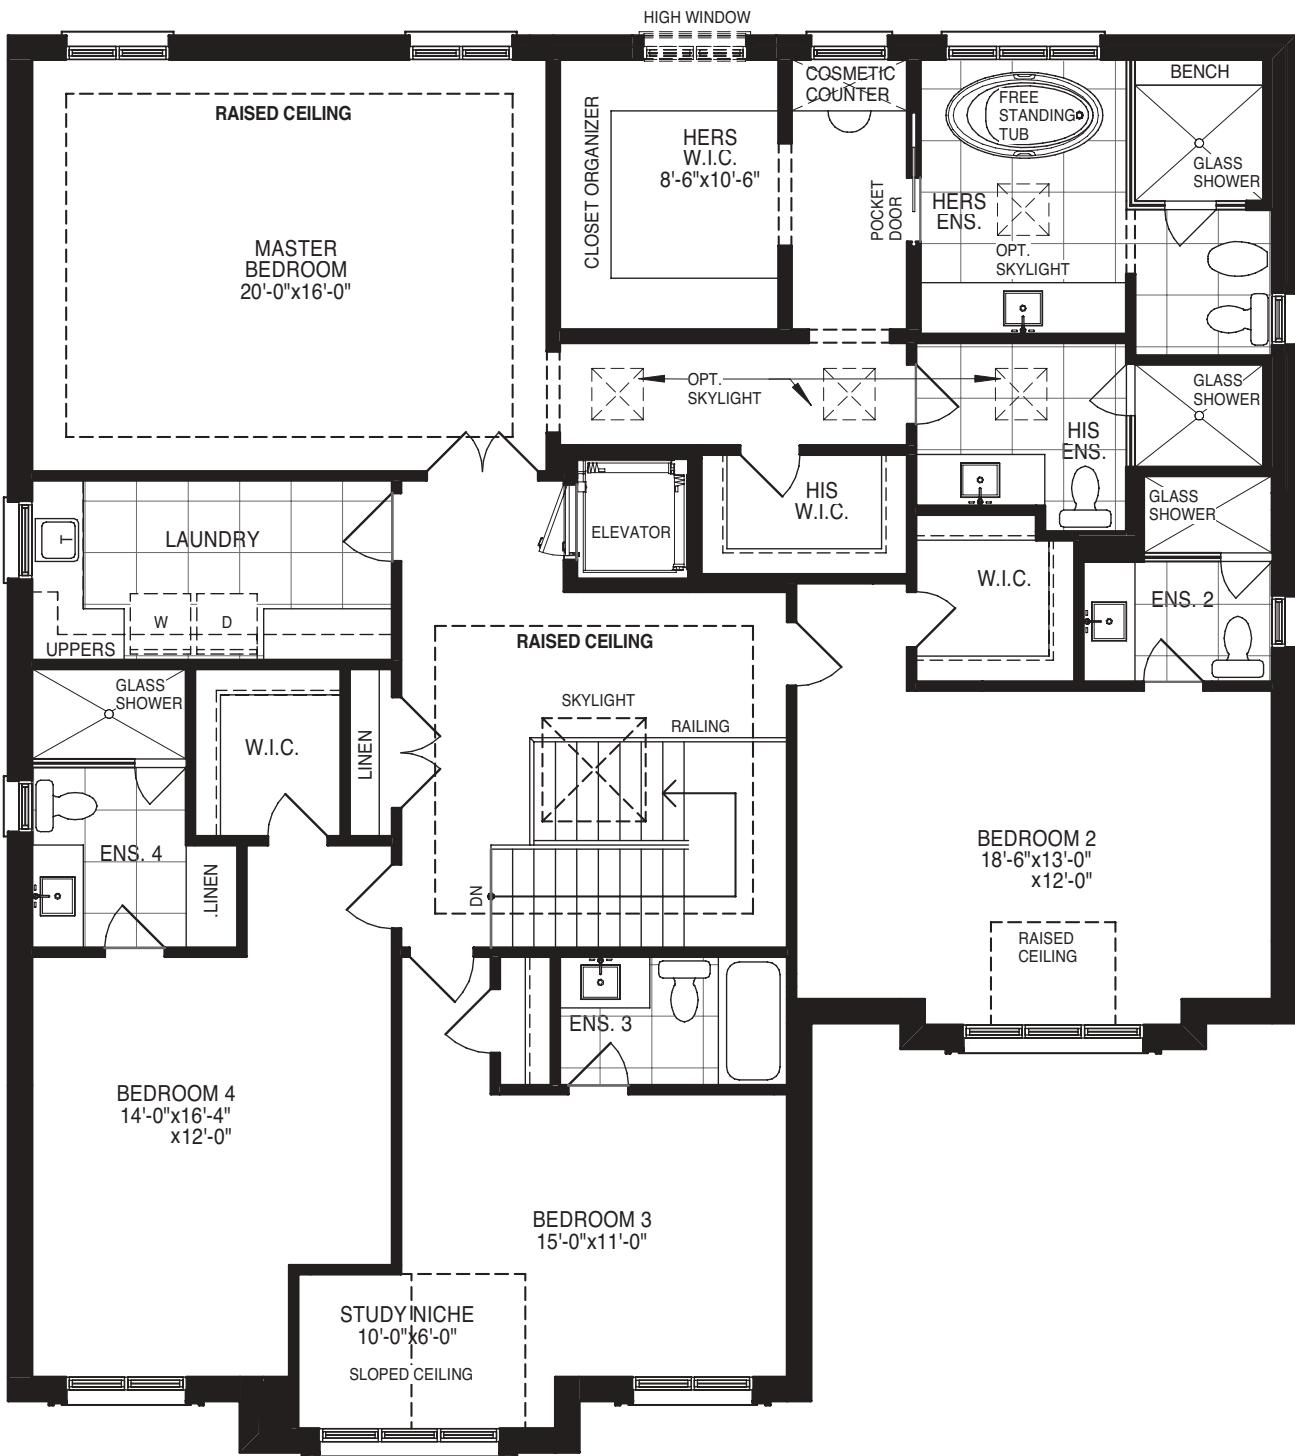 HIGH WINDOW
RAISED CEILING
MASTER
BEDROOM
20'-0"x16'-0"
CLOSET ORGANIZER
HERS
W.I.C.
8'-6"x10'-6"
COSMETIC
COUNTER
POCKET
DOOR
FREE
STANDING
TUB
HERS
ENS.
OPT.
SKYLIGHT
BENCH
GLASS
SHOWER
OPT.
SKYLIGHT
GLASS
SHOWER
HIS
ENS.
HIS
W.I.C.
ELEVATOR
GLASS
SHOWER
LAUNDRY
T
W
D
UPPERS
W.I.C.
ENS. 2
RAISED CEILING
SKYLIGHT
RAILING
DN
GLASS
SHOWER
W.I.C.
LINEN
ENS. 4
LINEN
BEDROOM 2
18'-6"x13'-0"
x12'-0"
RAISED
CEILING
ENS. 3
BEDROOM 4
14'-0"x16'-4"
x12'-0"
BEDROOM 3
15'-0"x11'-0"
STUDY NICHE
10'-0"x6'-0"
SLOPED CEILING